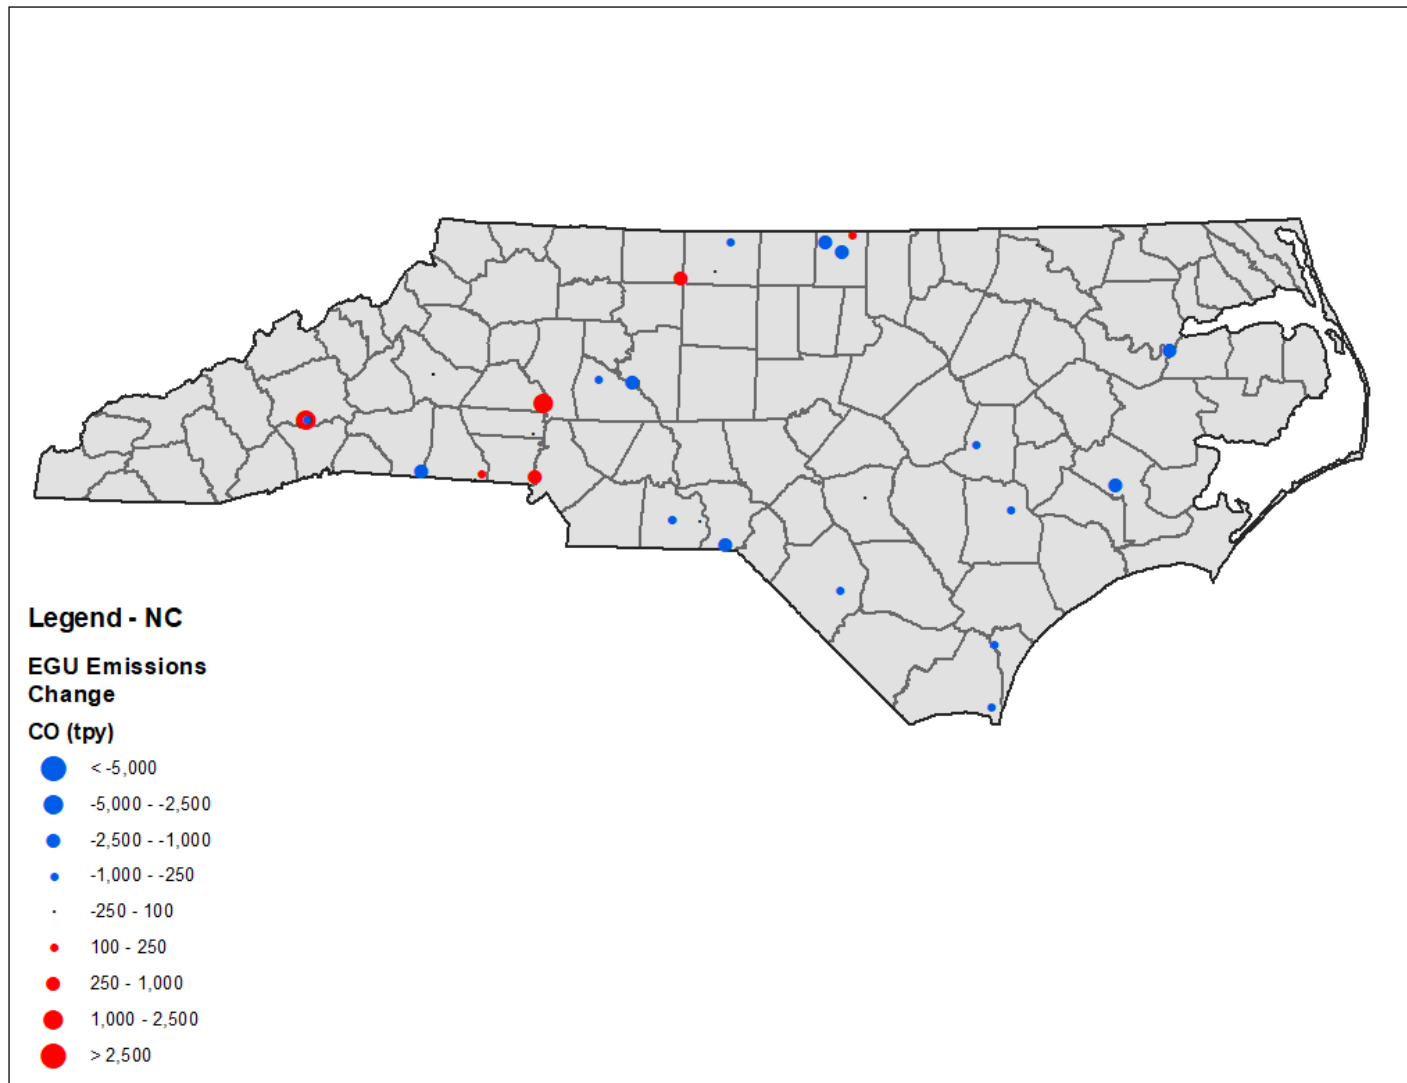 Legend - NC
EGU Emissions
Change
CO (tpy)
< -5,000
-5,000 - -2,500
-2,500 - -1,000
-1,000 - -250
-250 - 100
100 - 250
250 - 1,000
1,000 - 2,500
> 2,500